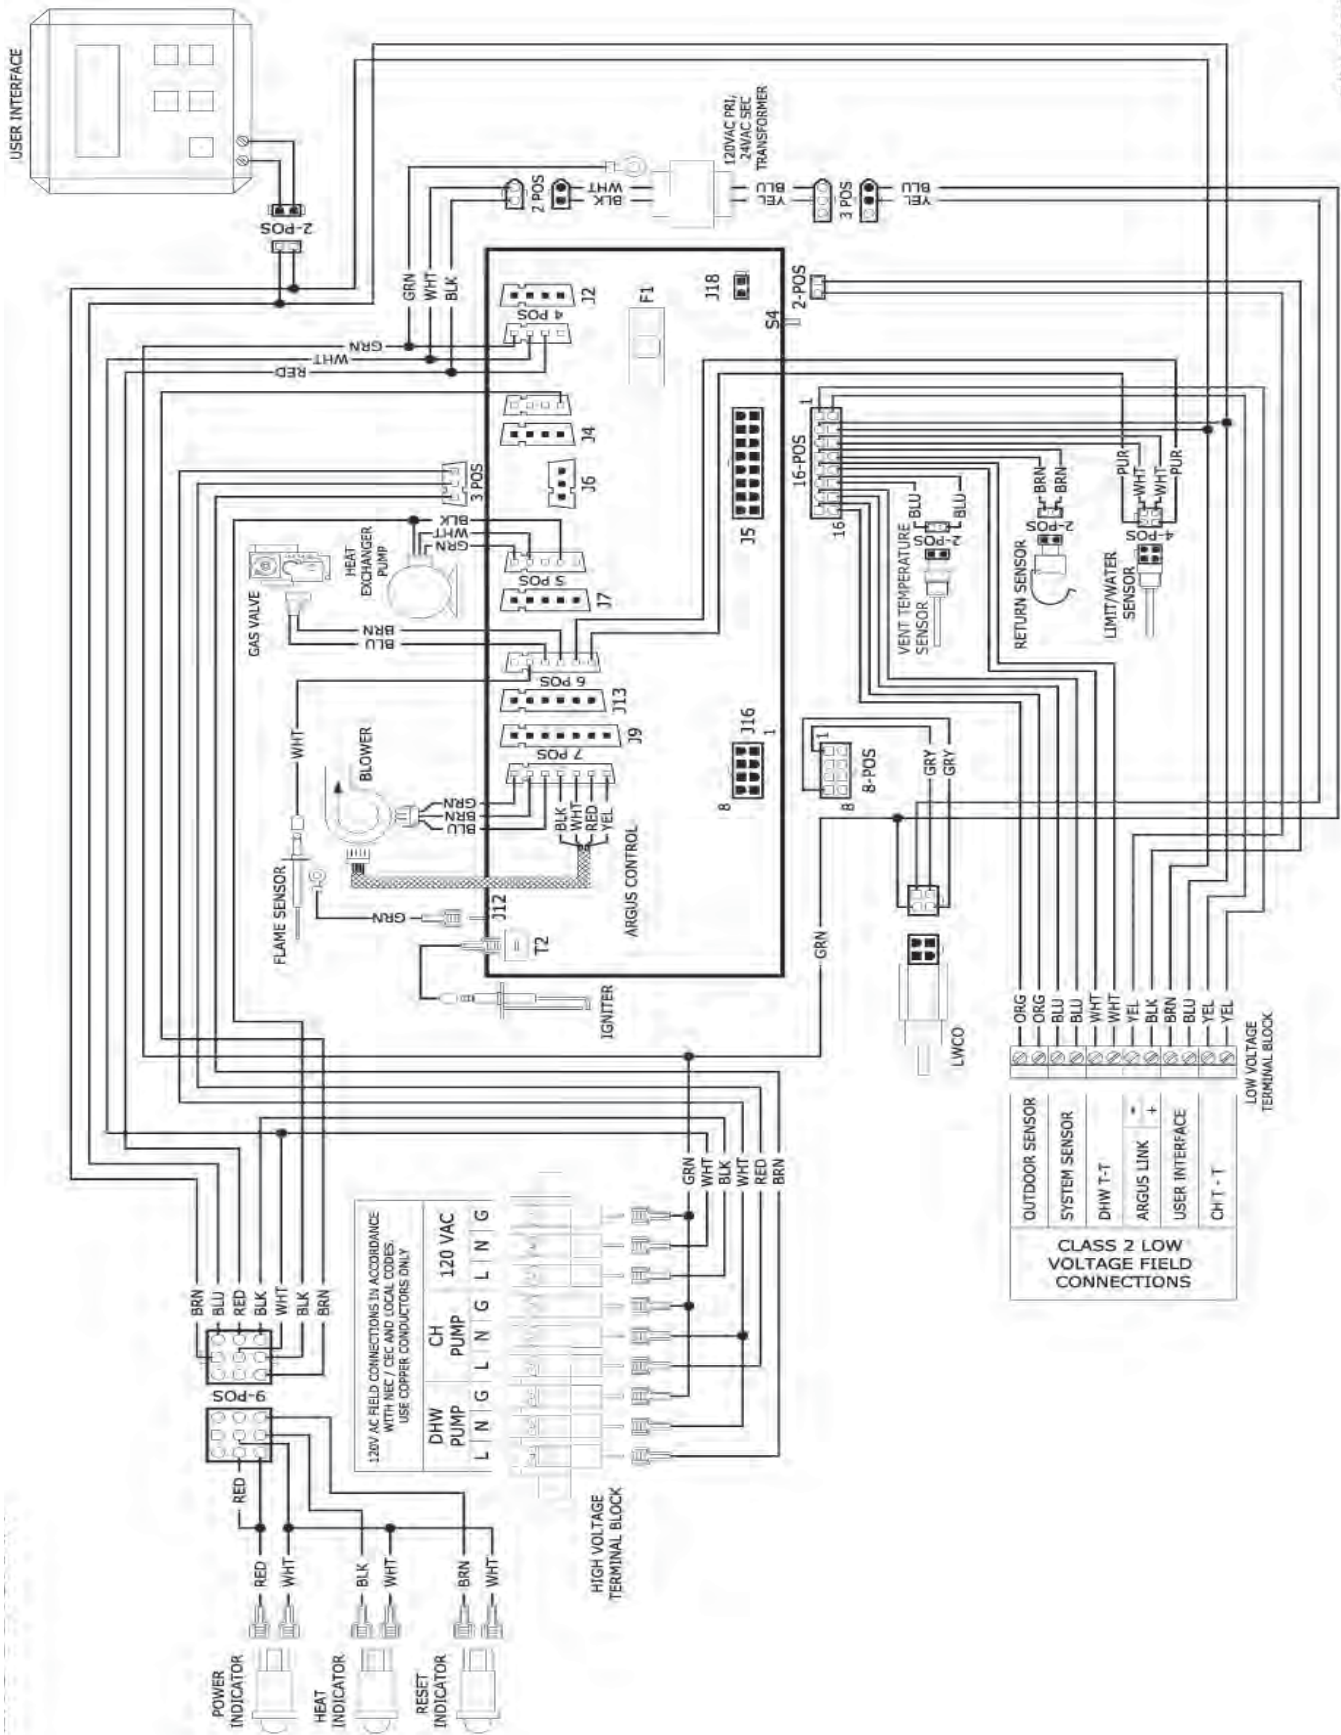 USER INTERFACE
2-POS
120VAC PRI,
24VAC SEC
TRANSFORMER
GRN
WHT
BLK
2 POS
BLK
WHT
YEL
BLU
3 POS
YEL
BLU
GRN
WHT
RED
4 POS
J2
F1
J18
S4
2-POS
J4
3 POS
J6
HEAT
EXCHANGER
PUMP
BLK
WHT
GRN
5 POS
J7
J5
16-POS
1
16
GAS VALVE
BRN
BLU
6 POS
J13
J9
7 POS
J16
1
8
8-POS
1
8
GRY
GRY
FLAME SENSOR
WHT
BLOWER
GRN
BRN
BLU
BLK
WHT
RED
YEL
GRN
J12
T2
IGNITER
ARGUS CONTROL
VENT TEMPERATURE
SENSOR
BLU
BLU
2-POS
RETURN SENSOR
BRN
BRN
2-POS
LIMIT/WATER
SENSOR
PUR
WHT
WHT
PUR
4-POS
GRN
LWCO
ORG
ORG
BLU
BLU
WHT
WHT
YEL
BLK
BRN
BLU
YEL
YEL
LOW VOLTAGE
TERMINAL BLOCK
OUTDOOR SENSOR
SYSTEM SENSOR
DHW T-T
ARGUS LINK
-
+
USER INTERFACE
CH T - T
CLASS 2 LOW
VOLTAGE FIELD
CONNECTIONS
GRN
WHT
BLK
WHT
RED
BRN
120V AC FIELD CONNECTIONS IN ACCORDANCE
WITH NEC / CEC AND LOCAL CODES.
USE COPPER CONDUCTORS ONLY
DHW
PUMP
CH
PUMP
120 VAC
L N G L N G L N G
HIGH VOLTAGE
TERMINAL BLOCK
BRN
BLU
RED
BLK
WHT
BLK
BRN
9-POS
RED
RED
WHT
BLK
WHT
BRN
WHT
POWER
INDICATOR
HEAT
INDICATOR
RESET
INDICATOR